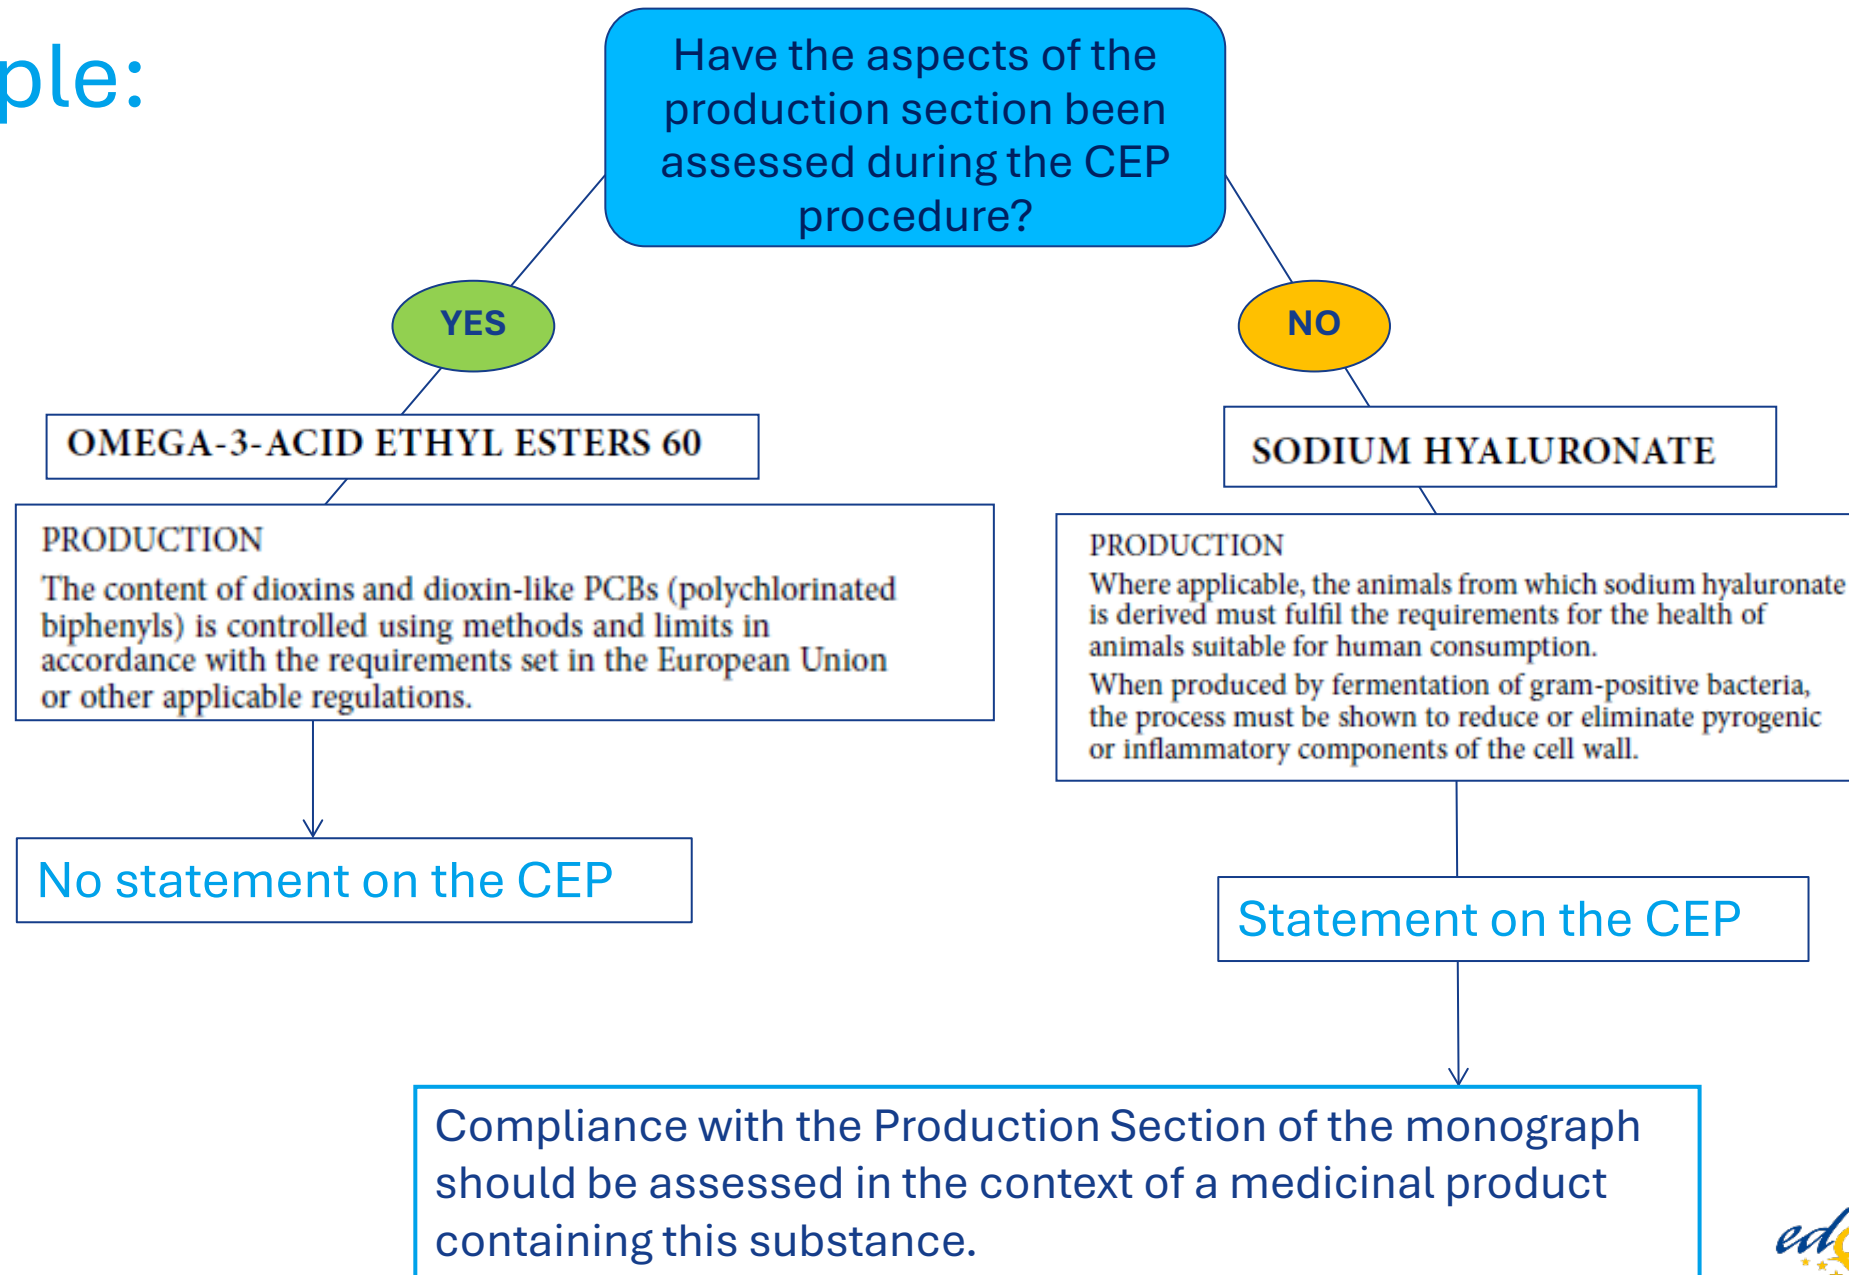 ple:
Have the aspects of the
production section been
assessed during the CEP
procedure?
YES
NO
OMEGA-3-ACID ETHYL ESTERS 60
SODIUM HYALURONATE
PRODUCTION
The content of dioxins and dioxin-like PCBs (polychlorinated
biphenyls) is controlled using methods and limits in
accordance with the requirements set in the European Union
or other applicable regulations.
PRODUCTION
Where applicable, the animals from which sodium hyaluronate
is derived must fulfil the requirements for the health of
animals suitable for human consumption.
When produced by fermentation of gram-positive bacteria,
the process must be shown to reduce or eliminate pyrogenic
or inflammatory components of the cell wall.
No statement on the CEP
Statement on the CEP
Compliance with the Production Section of the monograph
should be assessed in the context of a medicinal product
containing this substance.
ed